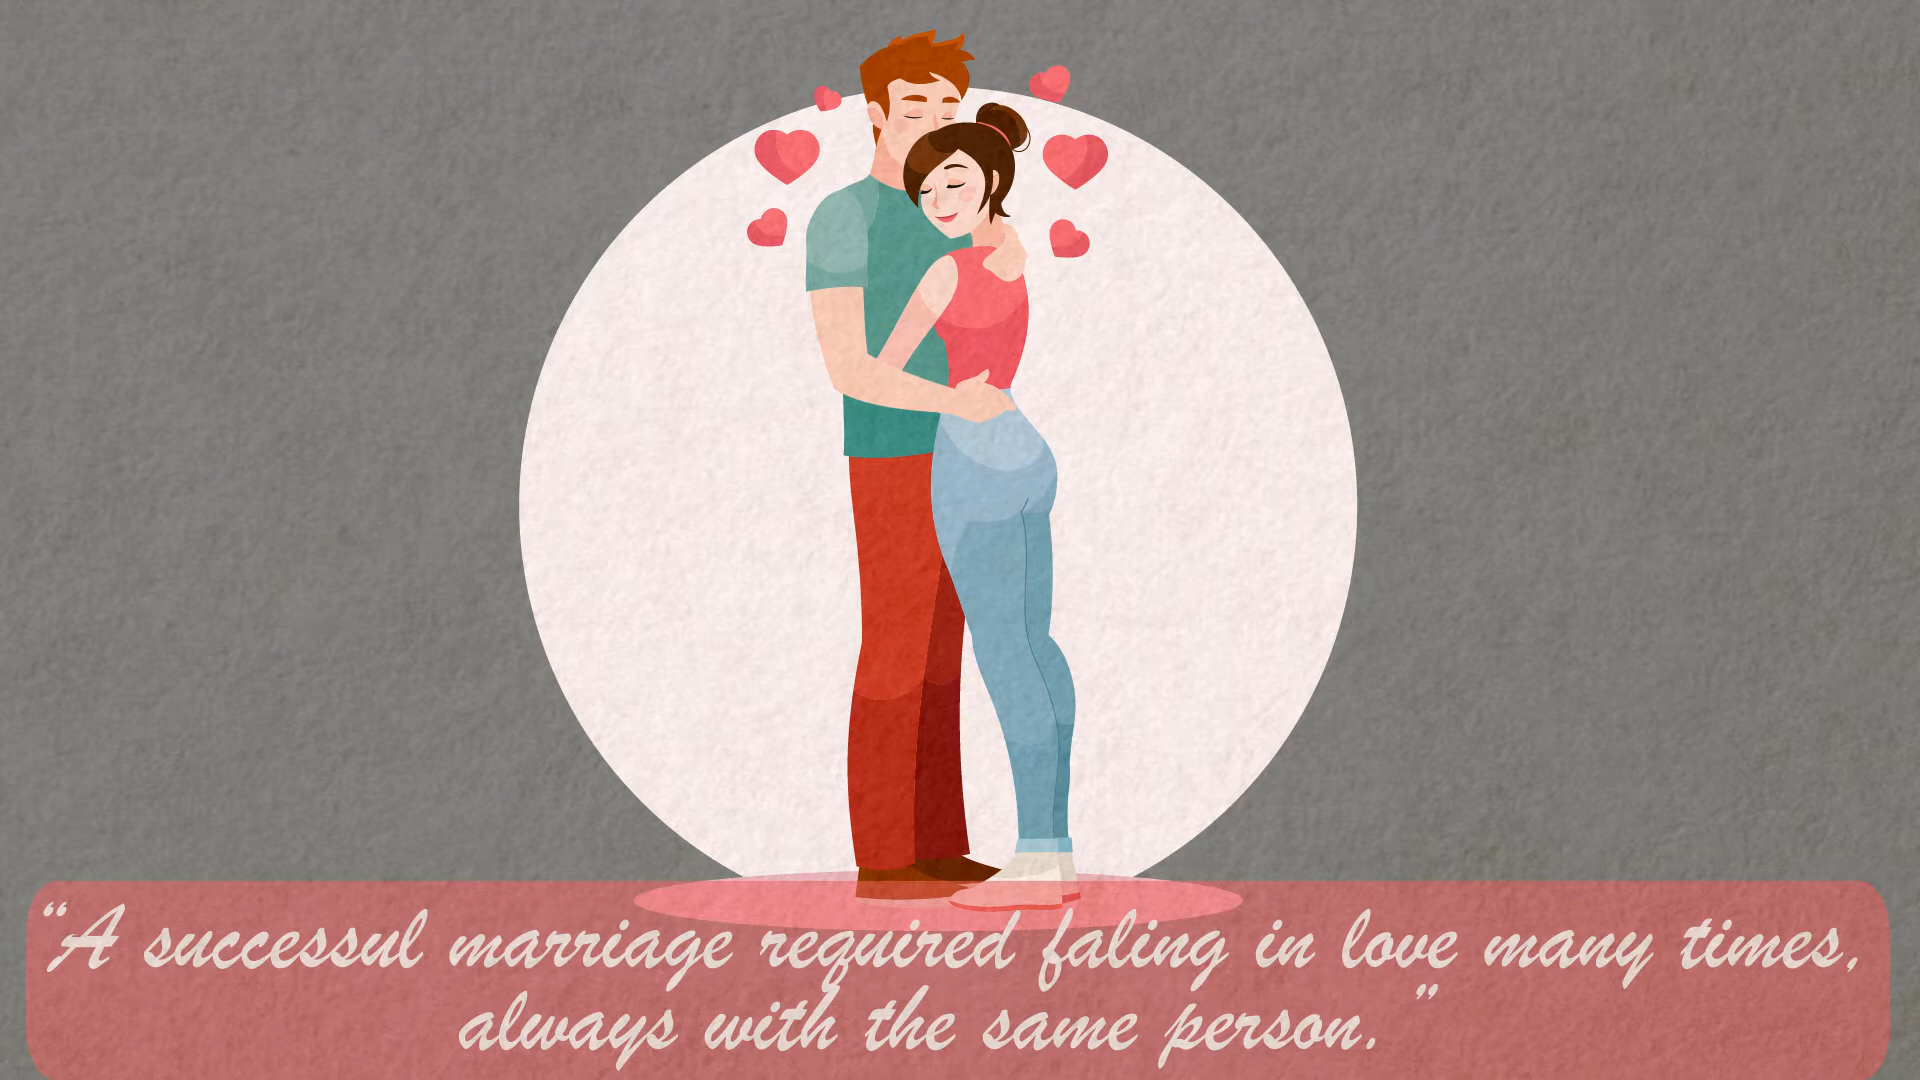 “A successul marriage required faling in love many times,
always with the same person. ”